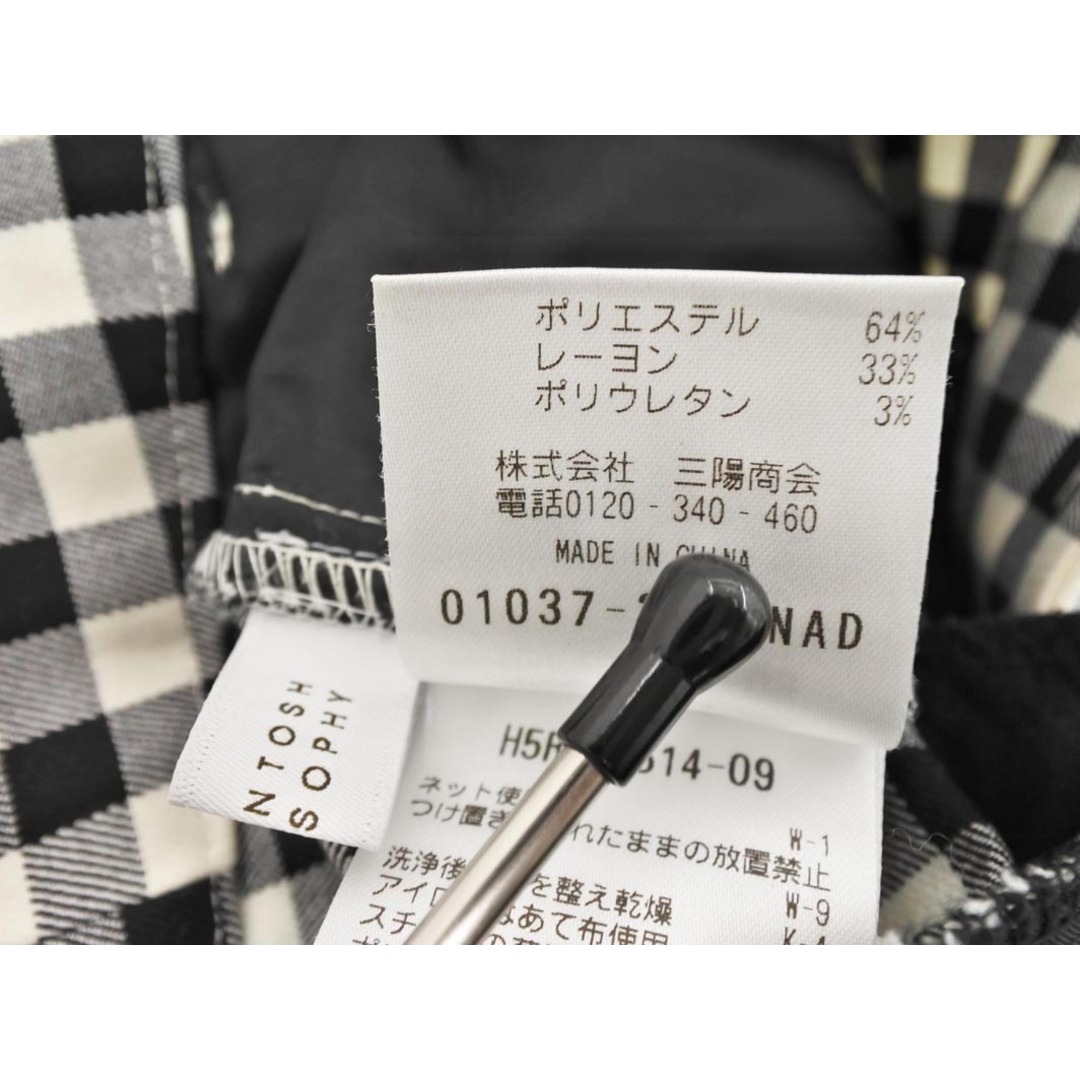 ポリエステル 64%
レーヨン 33%
ポリウレタン 3%
株式会社 三陽商会
電話0120-340-460
MADE IN CHINA
01037- NAD
NTOSH
SOPHY
H5R 514-09
ネット使
つけ置き れたままの放置禁止 W-1
洗浄後 を整え乾燥 W-9
アイロ なあて布使用 K-4
スチ